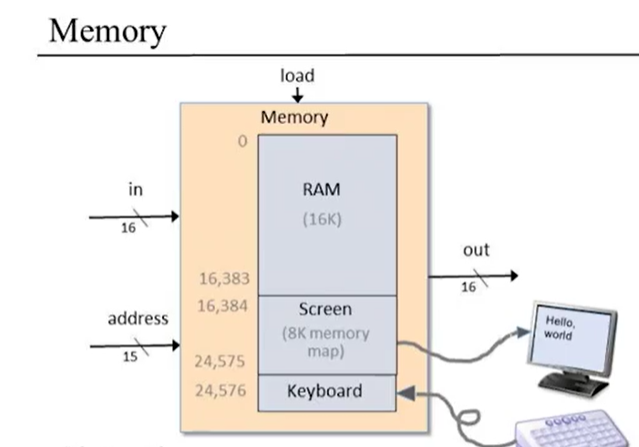 Memory
load
Memory
0
in
RAM
(16K)
16
out
16,383
16
16,384
Screen
address
(8K memory
map)
Hello,
world
15
24,575
24,576
Keyboard